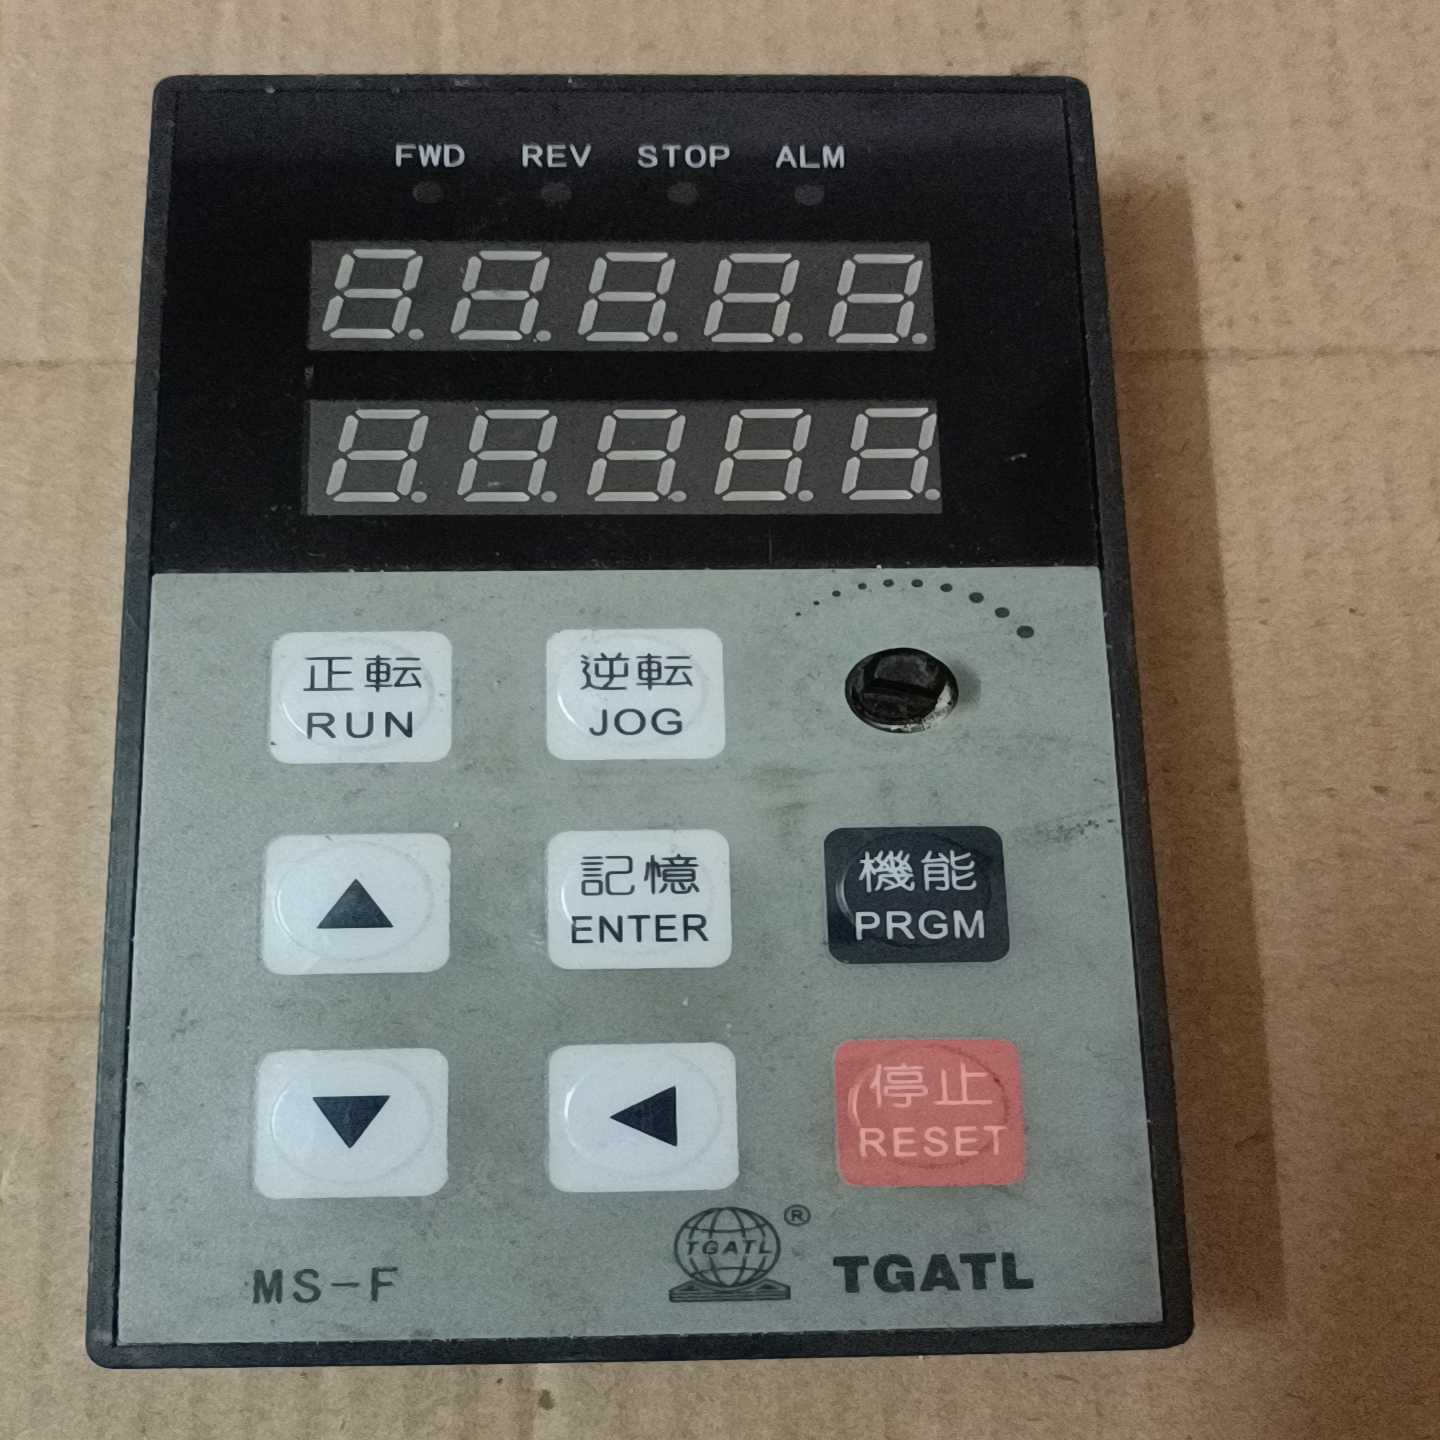 FWD REV STOP ALM
正転 逆転
RUN JOG
記憶 機能
ENTER PRGM
停止
RESET
TGATL ®
MS-F TGATL